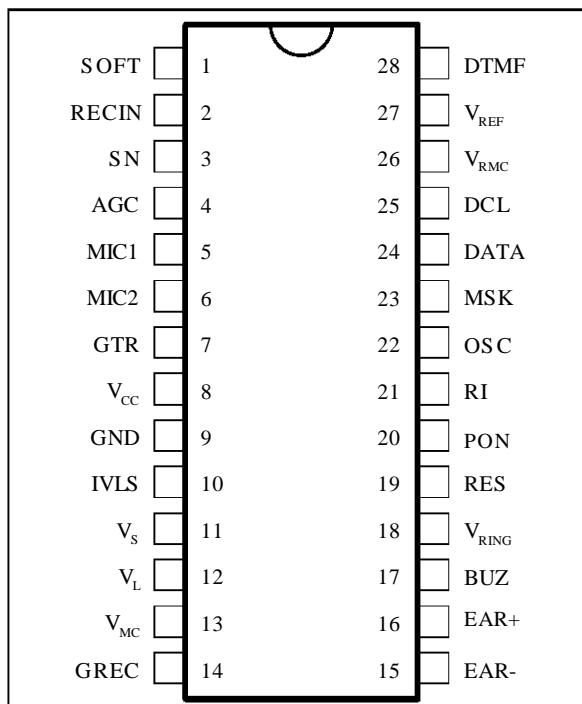 SOFT 1 28 DTMF
RECIN 2 27 VREF
SN 3 26 VRMC
AGC 4 25 DCL
MIC1 5 24 DATA
MIC2 6 23 MSK
GTR 7 22 OSC
VCC 8 21 RI
GND 9 20 PON
IVLS 10 19 RES
VS 11 18 VRING
VL 12 17 BUZ
VMC 13 16 EAR+
GREC 14 15 EAR-